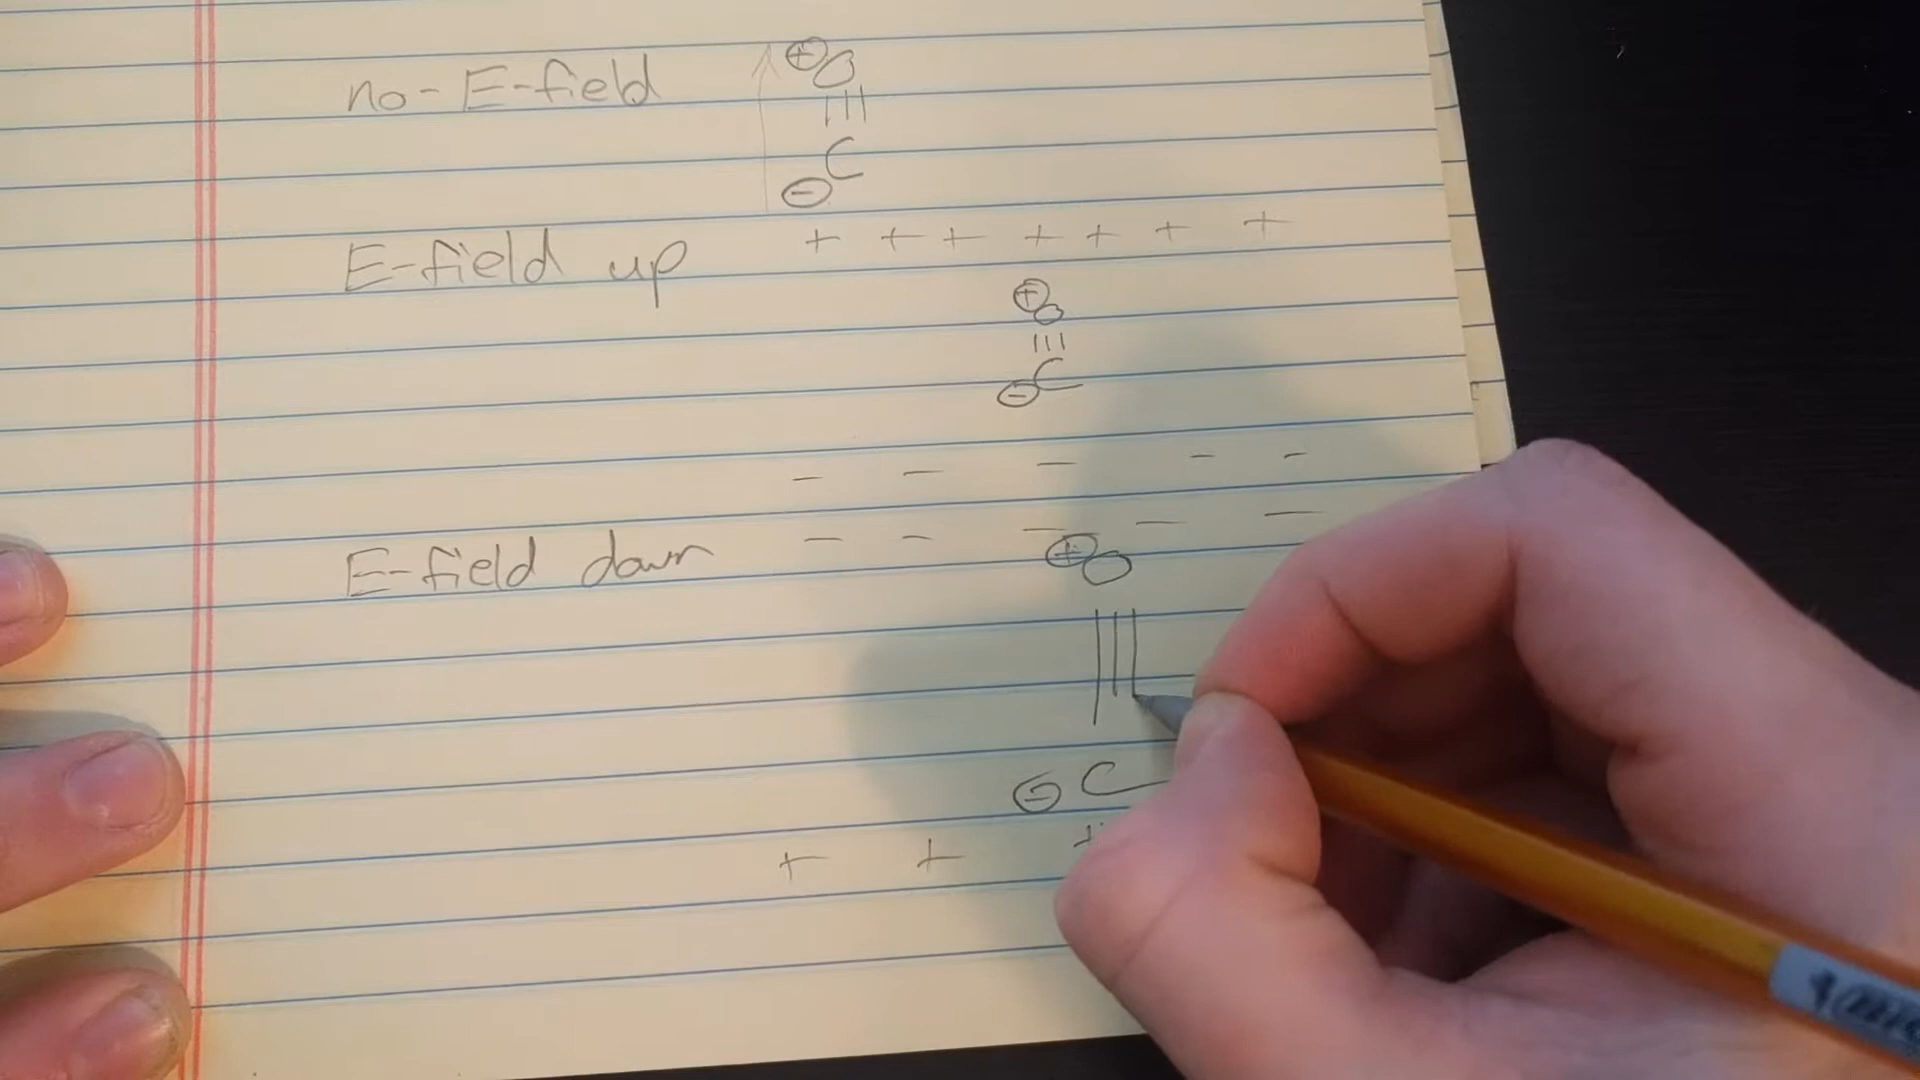 no-E-field
⊕O
|||
C
⊖
E-field up
+ + + + + + +
⊕O
|||
C
⊖
- - - - -
E-field down
- - - - -
⊕O
|||
⊖ C
+ + +